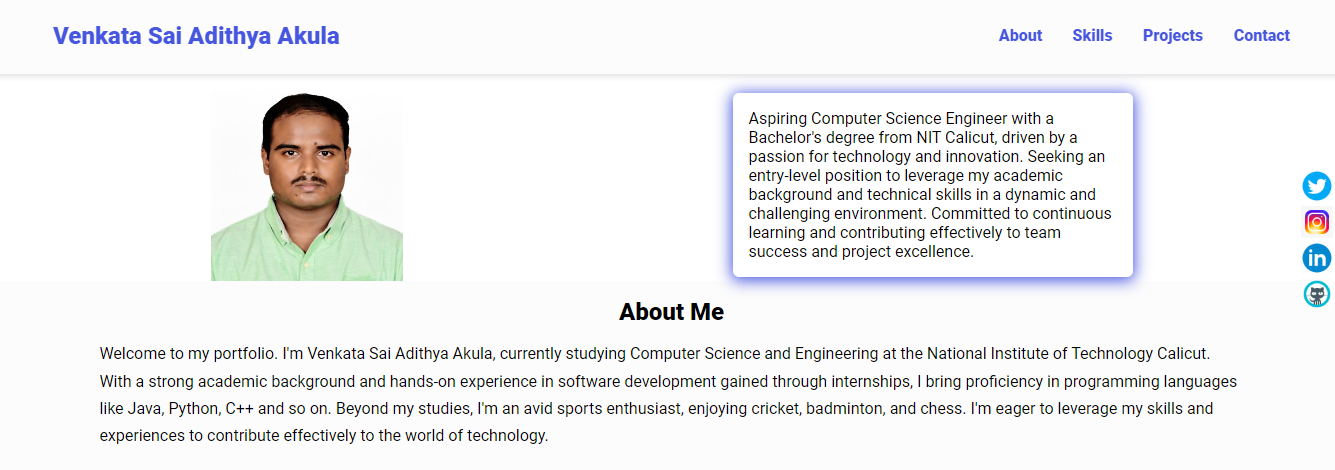 Venkata Sai Adithya Akula
About Skills Projects Contact
Aspiring Computer Science Engineer with a
Bachelor's degree from NIT Calicut, driven by a
passion for technology and innovation. Seeking an
entry-level position to leverage my academic
background and technical skills in a dynamic and
challenging environment. Committed to continuous
learning and contributing effectively to team
success and project excellence.
in
About Me
Welcome to my portfolio. I'm Venkata Sai Adithya Akula, currently studying Computer Science and Engineering at the National Institute of Technology Calicut.
With a strong academic background and hands-on experience in software development gained through internships, I bring proficiency in programming languages
like Java, Python, C++ and so on. Beyond my studies, I'm an avid sports enthusiast, enjoying cricket, badminton, and chess. I'm eager to leverage my skills and
experiences to contribute effectively to the world of technology.